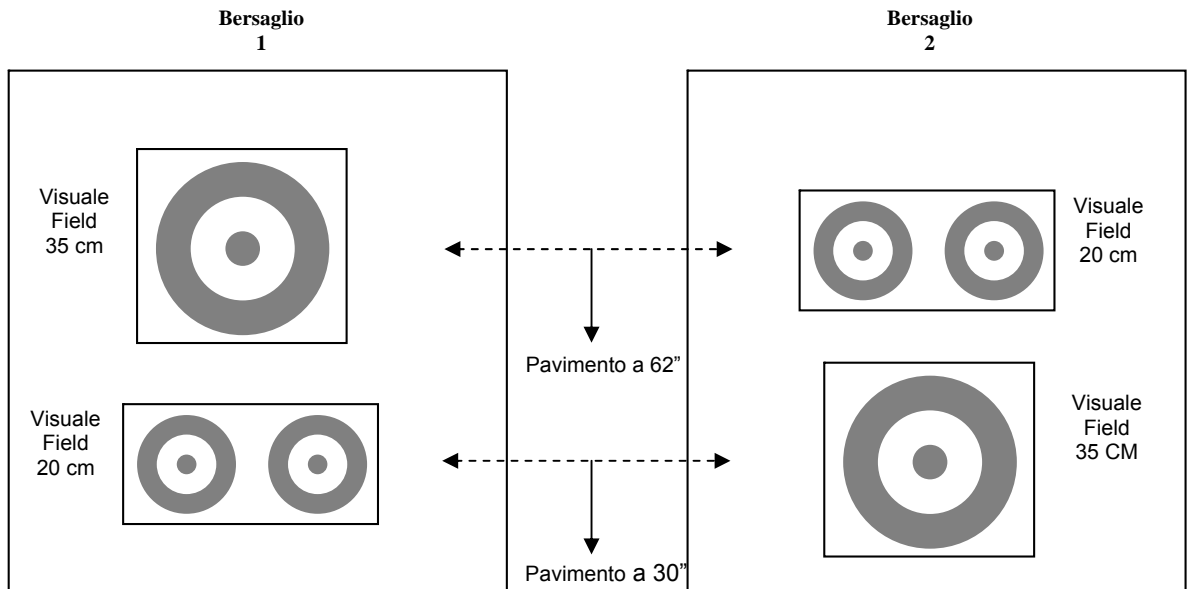 Bersaglio
1
Bersaglio
2
Visuale
Field
35 cm
Visuale
Field
20 cm
Pavimento a 62”
Visuale
Field
20 cm
Visuale
Field
35 CM
Pavimento a 30”